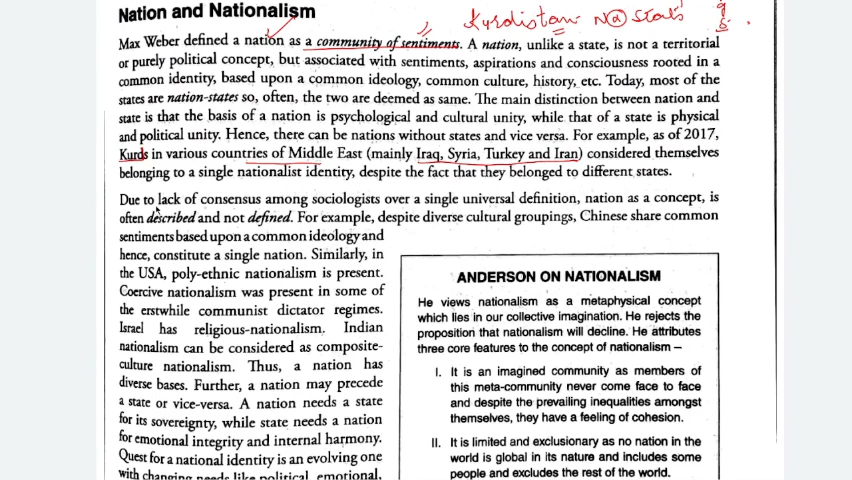 Nation and Nationalism
Kurdistan
Max Weber defined a nation as a community of sentiments. A nation, unlike a state, is not a territorial
or purely political concept, but associated with sentiments, aspirations and consciousness rooted in a
common identity, based upon a common ideology, common culture, history, etc. Today, most of the
states are nation-states so, often, the two are deemed as same. The main distinction between nation and
state is that the basis of a nation is psychological and cultural unity, while that of a state is physical
and political unity. Hence, there can be nations without states and vice versa. For example, as of 2017,
Kurds in various countries of Middle East (mainly Iraq, Syria, Turkey and Iran) considered themselves
belonging to a single nationalist identity, despite the fact that they belonged to different states.
Due to lack of consensus among sociologists over a single universal definition, nation as a concept, is
often described and not defined. For example, despite diverse cultural groupings, Chinese share common
sentiments based upon a common ideology and
hence, constitute a single nation. Similarly, in
the USA, poly-ethnic nationalism is present.
Coercive nationalism was present in some of
the erstwhile communist dictator regimes.
Israel has religious-nationalism. Indian
nationalism can be considered as composite-
culture nationalism. Thus, a nation has
diverse bases. Further, a nation may precede
a state or vice-versa. A nation needs a state
for its sovereignty, while state needs a nation
for emotional integrity and internal harmony.
Quest for a national identity is an evolving one
with changing needs like political, emotional,
ANDERSON ON NATIONALISM
He views nationalism as a metaphysical concept
which lies in our collective imagination. He rejects the
proposition that nationalism will decline. He attributes
three core features to the concept of nationalism –
I. It is an imagined community as members of
this meta-community never come face to face
and despite the prevailing inequalities amongst
themselves, they have a feeling of cohesion.
II. It is limited and exclusionary as no nation in the
world is global in its nature and includes some
people and excludes the rest of the world.